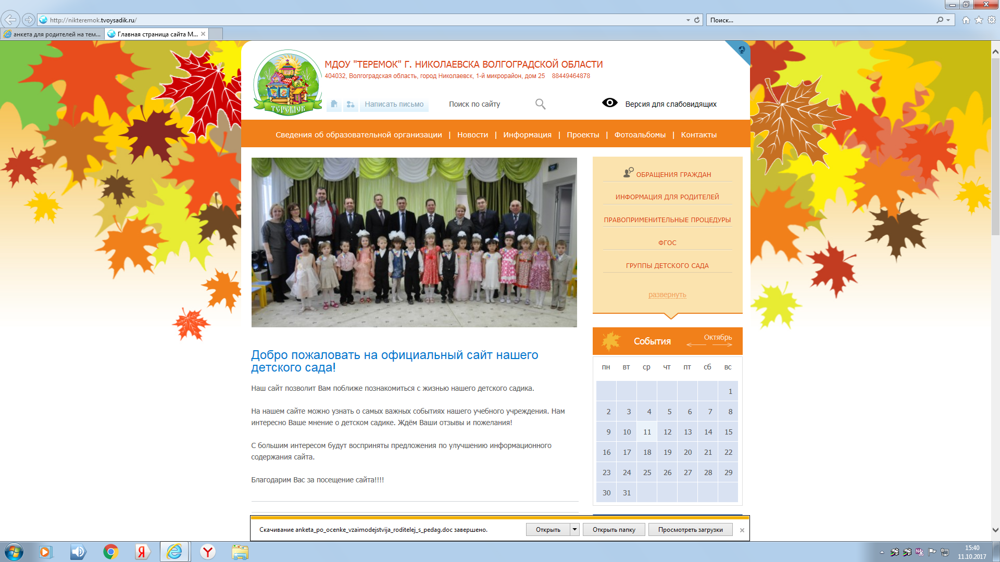 http://nikteremok.tvoysadik.ru/
Поиск...
анкета для родителей на тем...
Главная страница сайта М...
МДОУ "ТЕРЕМОК" Г. НИКОЛАЕВСКА ВОЛГОГРАДСКОЙ ОБЛАСТИ
404032, Волгоградская область, город Николаевск, 1-й микрорайон, дом 25 88449464878
ТЕРЕМОК
Написать письмо
Поиск по сайту
Версия для слабовидящих
Сведения об образовательной организации | Новости | Информация | Проекты | Фотоальбомы | Контакты
ОБРАЩЕНИЯ ГРАЖДАН
ИНФОРМАЦИЯ ДЛЯ РОДИТЕЛЕЙ
ПРАВОПРИМЕНИТЕЛЬНЫЕ ПРОЦЕДУРЫ
ФГОС
ГРУППЫ ДЕТСКОГО САДА
развернуть
Добро пожаловать на официальный сайт нашего
детского сада!
Наш сайт позволит Вам поближе познакомиться с жизнью нашего детского садика.
На нашем сайте можно узнать о самых важных событиях нашего учебного учреждения. Нам
интересно Ваше мнение о детском садике. Ждём Ваши отзывы и пожелания!
С большим интересом будут восприняты предложения по улучшению информационного
содержания сайта.
Благодарим Вас за посещение сайта!!!!
События
Октябрь
пн вт ср чт пт сб вс
1
2 3 4 5 6 7 8
9 10 11 12 13 14 15
16 17 18 19 20 21 22
23 24 25 26 27 28 29
30 31
Скачивание anketa_po_ocenke_vzaimodejstvija_roditelej_s_pedag.doc завершено.
Открыть
Открыть папку
Просмотреть загрузки
15:40
11.10.2017